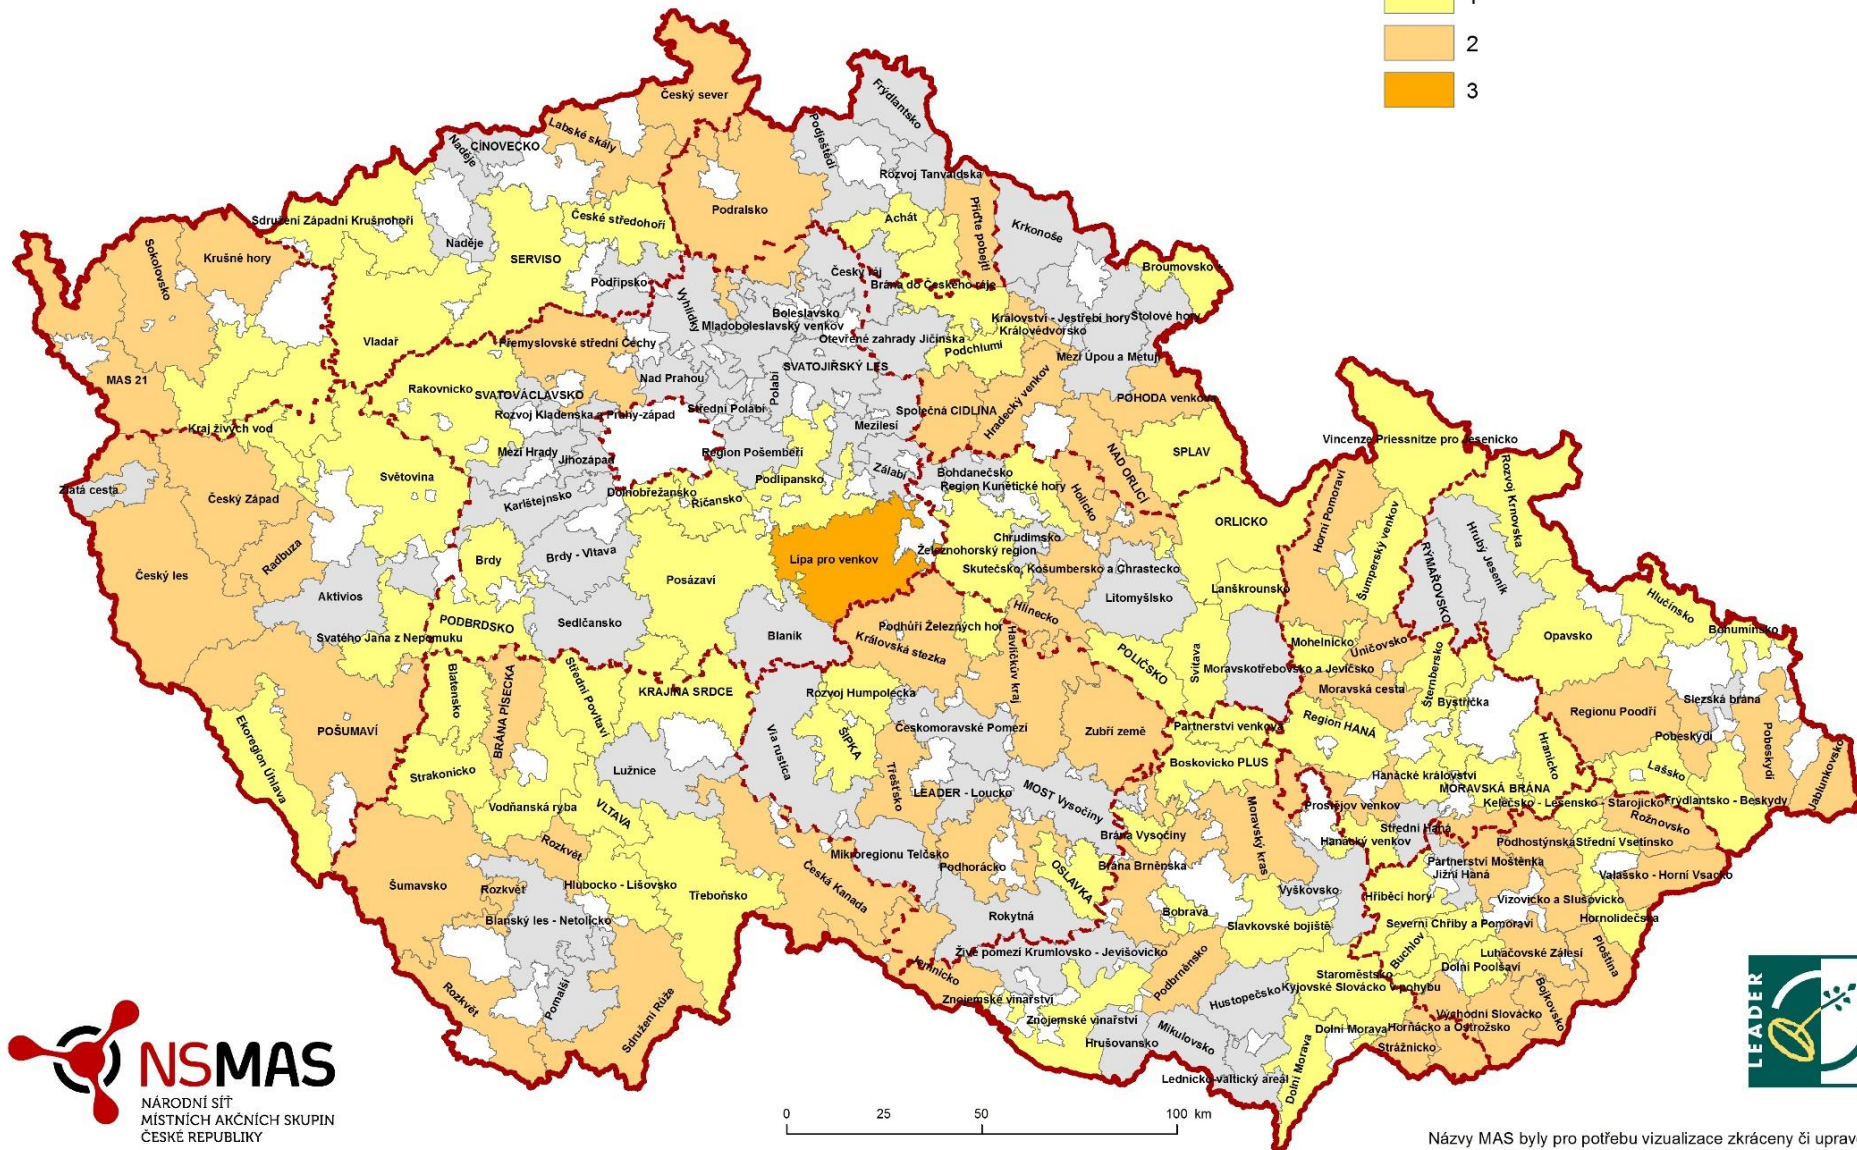 2
3
Český sever
Frýdlantsko
Labské skály
Podještědí
Naděje
CÍNOVECKO
Rozvoj Tanvaldska
Podralsko
Achát
Přiďte pobejt!
Krkonoše
Sdružení Západní Krušnohoří
České středohoří
Sokolovsko
Krušné hory
Naděje
SERVISO
Broumovsko
Český ráj
Podřipsko
Brána do Českého ráje
Vyhlídky
Boleslavsko
Mladoboleslavský venkov
Království - Jestřebí hory
Stolové hory
Královédvorsko
Vladař
Přemyslovské střední Čechy
Otevřené zahrady Jičínska
Podchlumí
Mezi Úpou a Metují
SVATOJIŘSKÝ LES
MAS 21
Rakovnicko
SVATOVÁCLAVSKO
Nad Prahou
Polabí
Hradecký venkov
POHODA venkova
Rozvoj Kladenska a Prahy-západ
Střední Polabí
Společná CIDLINA
Kraj živých vod
Mezilesí
Vincenze Priessnitze pro Jesenicko
Mezi Hrady
Jihozápad
Region Pošembeří
NAD ORLICÍ
SPLAV
Světovina
Zálabí
Bohdanečsko
Zlatá cesta
Český Západ
Karlštejnsko
Dolnobřežansko
Říčansko
Podlipansko
Region Kunětické hory
Holicko
Horní Pomoraví
Rozvoj Krnovska
ORLICKO
Šumperský venkov
Radbuza
Chrudimsko
RÝMAŘOVSKO
Hrubý Jeseník
Železnohorský region
Brdy
Brdy - Vltava
Lípa pro venkov
Český les
Posázaví
Skutečsko, Košumbersko a Chrastecko
Lanškrounsko
Aktivios
Litomyšlsko
Hlučínsko
Hlinecko
PODBRDSKO
Sedlčansko
Blaník
Podhůří Železných hor
Bohumínsko
Svatého Jana z Nepomuku
Královská stezka
Havlíčkův kraj
POLIČSKO
Svitava
Mohelnicko
Uničovsko
Opavsko
Moravskotřebovsko a Jevíčsko
Šternbersko
Blatensko
BRÁNA PÍSECKA
Střední Povltaví
KRAJINA SRDCE
Rozvoj Humpolecka
Moravská cesta
Bystřička
Slezská brána
Regionu Poodří
Ekoregion Úhlava
POŠUMAVÍ
Českomoravské Pomezí
Zubří země
Partnerství venkova
Region HANÁ
Pobeskydí
Pobeskydí
Via rustica
ŠIPKA
Hranicko
Boskovicko PLUS
Jablunkovsko
Strakonicko
Lužnice
Třešťsko
Hanácké království
Lašsko
LEADER - Loucko
MOST Vysočiny
MORAVSKÁ BRÁNA
Kelečsko - Lešensko - Starojicko
Frýdlantsko - Beskydy
Vodňanská ryba
VLTAVA
Moravský kras
Prostějov venkov
Rožnovsko
Brána Vysočiny
Střední Haná
Hanácký venkov
Podhostýnska
Střední Vsetínsko
Rozkvět
Mikroregionu Telčsko
Podhorácko
Brána Brněnska
Partnerství Moštěnka
Jižní Haná
Valašsko - Horní Vsacko
Šumavsko
Rozkvět
Hlubocko - Lišovsko
Třeboňsko
Česká Kanada
OSLAVKA
Vyškovsko
Hříběcí hory
Vizovicko a Slušovicko
Blanský les - Netolicko
Rokytná
Bobrava
Slavkovské bojiště
Severní Chřiby a Pomoraví
Hornolidečska
Živé pomezí Krumlovsko - Jevišovicko
Buchlov
Luhačovské Zálesí
Ploština
Jemnicko
Podbrněnsko
Staroměstsko
Dolní Poolšaví
Rozkvět
Pomalší
Znojemské vinařství
Hustopečsko
Kyjovské Slovácko v pohybu
Bojkovsko
Sdružení Růže
Znojemské vinařství
Východní Slovácko
Dolní Morava
Horňácko a Ostrožsko
Hrušovansko
Mikulovsko
Strážnicko
Lednicko-valtický areál
Dolní Morava
NSMAS
NÁRODNÍ SÍŤ
MÍSTNÍCH AKČNÍCH SKUPIN
ČESKÉ REPUBLIKY
0 25 50 100 km
LEADER
Názvy MAS byly pro potřebu vizualizace zkráceny či uprave